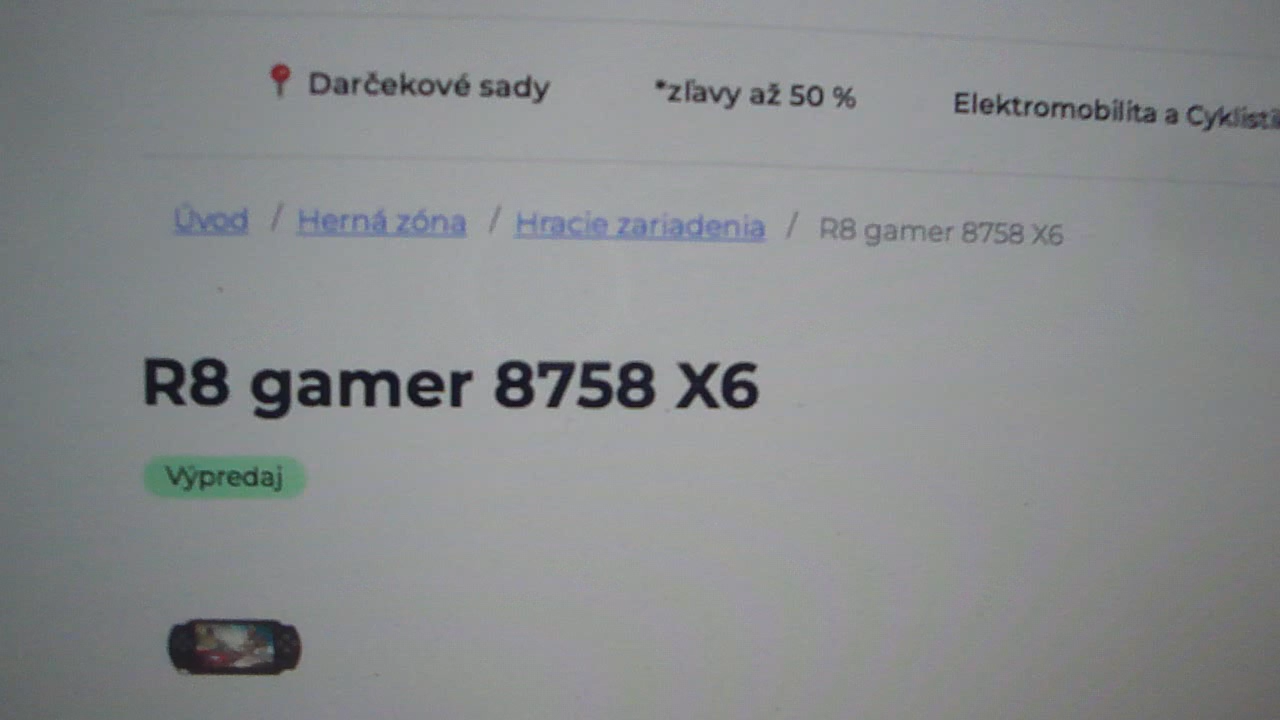 Darčekové sady *zľavy až 50 % Elektromobilita a
Úvod / Herná zóna / Hracie zariadenia / R8 gamer 8758 X6
R8 gamer 8758 X6
Výpredaj